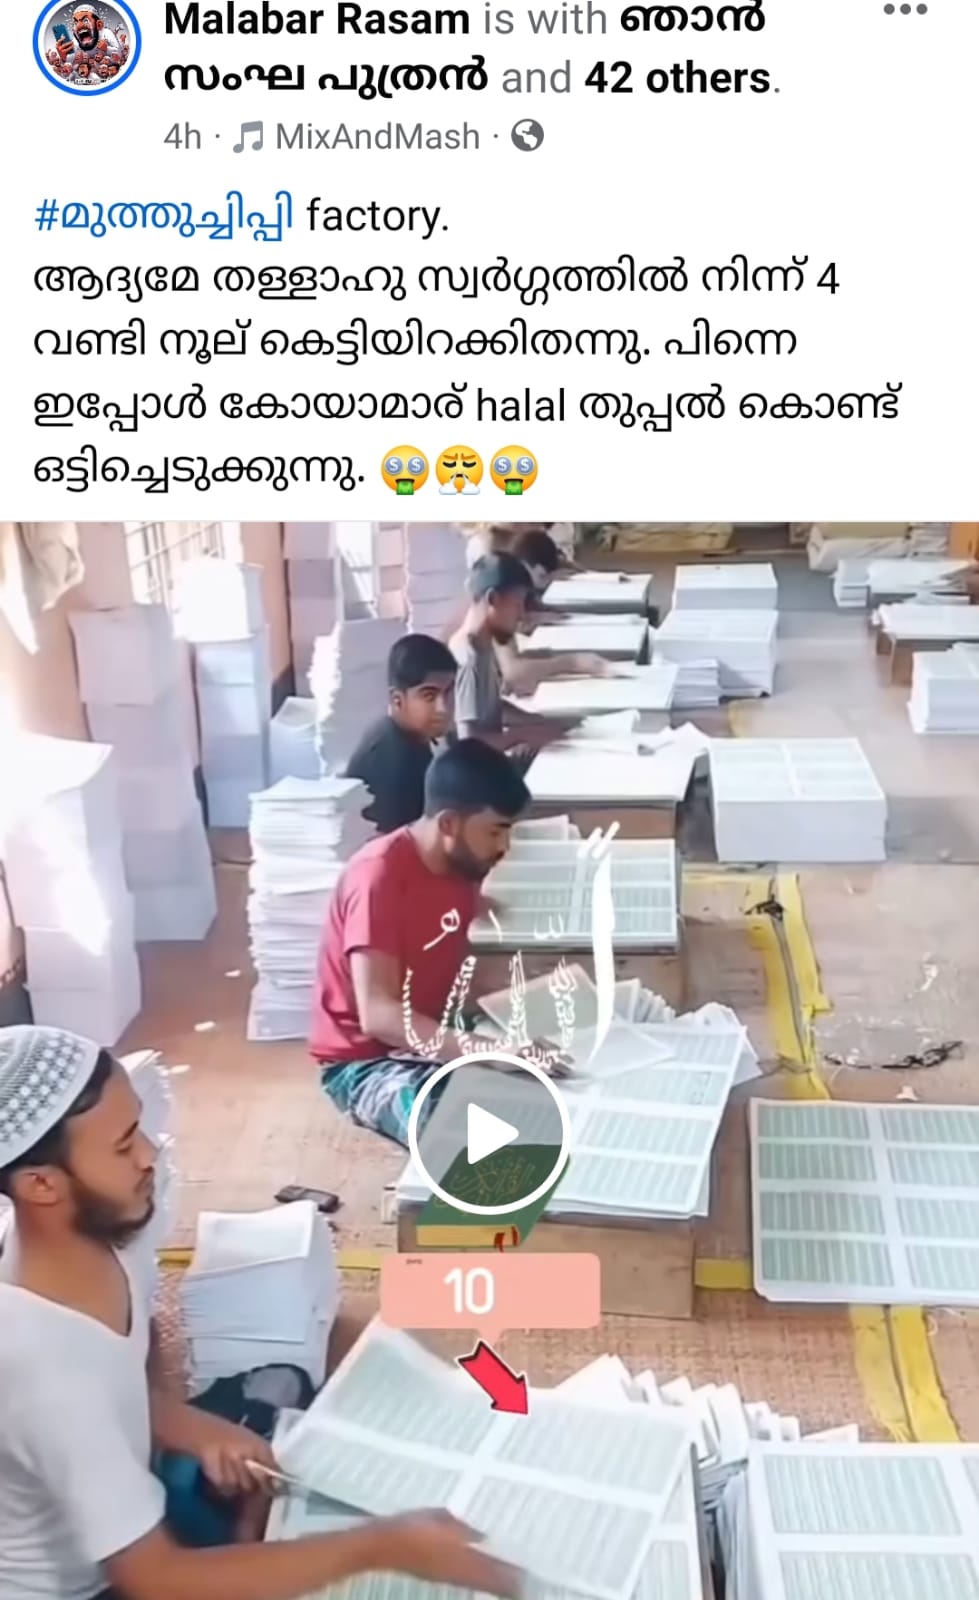 Malabar Rasam is with ഞാൻ
സംഘ പുത്രൻ and 42 others.
4h · MixAndMash ·
#മുത്തുച്ചിപ്പി factory.
ആദ്യമേ തള്ളാഹു സ്വർഗ്ഗത്തിൽ നിന്ന് 4
വണ്ടി നൂല് കെട്ടിയിറക്കിതന്നു. പിന്നെ
ഇപ്പോൾ കോയാമാര് halal തുപ്പൽ കൊണ്ട്
ഒട്ടിച്ചെടുക്കുന്നു. 🤑😤🤑
10